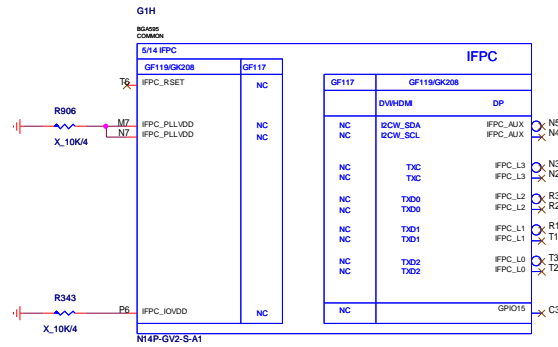 G1H
BGA595
COMMON
5/14 IFPC
IFPC
GF119/GK208
GF117
GF117
GF119/GK208
T6
IFPC_RSET
NC
DVI/HDMI
DP
R906
M7
IFPC_PLLVDD
NC
NC
I2CW_SDA
IFPC_AUX
N5
N7
IFPC_PLLVDD
NC
NC
I2CW_SCL
IFPC_AUX
N4
X_10K/4
NC
TXC
IFPC_L3
N3
NC
TXC
IFPC_L3
N2
NC
TXD0
IFPC_L2
R3
NC
TXD0
IFPC_L2
R2
NC
TXD1
IFPC_L1
R1
NC
TXD1
IFPC_L1
T1
NC
TXD2
IFPC_L0
T3
NC
TXD2
IFPC_L0
T2
R343
P6
IFPC_IOVDD
NC
NC
GPIO15
C3
X_10K/4
N14P-GV2-S-A1